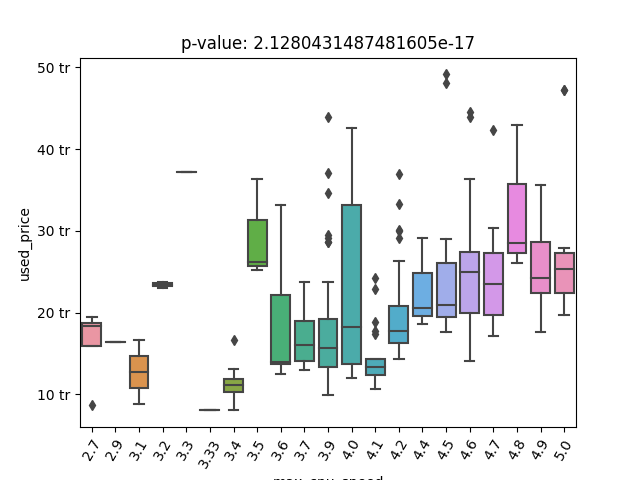 p-value: 2.1280431487481605e-17
50 tr
40 tr
30 tr
20 tr
10 tr
used_price
2.7 2.9 3.1 3.2 3.3 3.33 3.4 3.5 3.6 3.7 3.9 4.0 4.1 4.2 4.4 4.5 4.6 4.7 4.8 4.9 5.0
max_cpu_speed